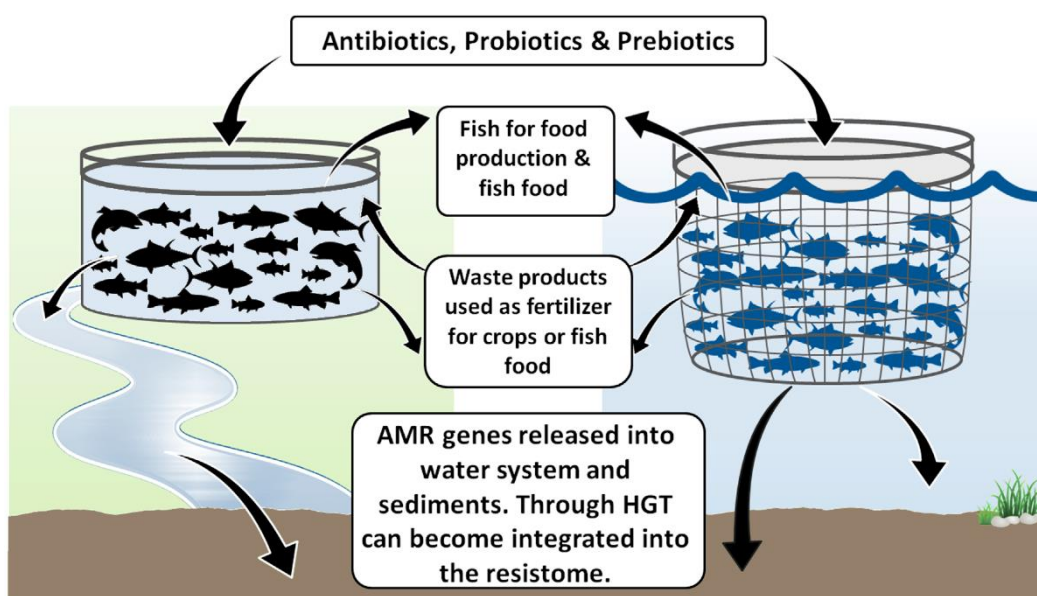 Antibiotics, Probiotics & Prebiotics
Fish for food
production &
fish food
Waste products
used as fertilizer
for crops or fish
food
AMR genes released into
water system and
sediments. Through HGT
can become integrated into
the resistome.